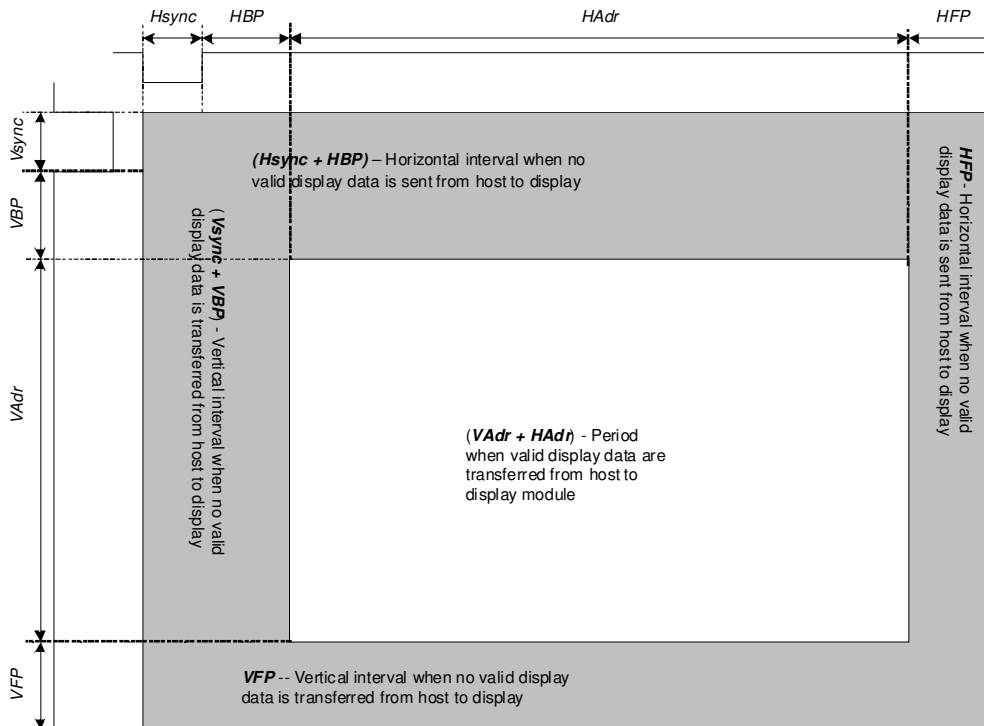 Hsync
HBP
HAdr
HFP
Vsync
VBP
VAdr
VFP
(Hsync + HBP) – Horizontal interval when no
valid display data is sent from host to display
(Vsync + VBP) - Vertical interval when no valid
display data is transferred from host to display
HFP - Horizontal interval when no valid
display data is sent from host to display
(VAdr + HAdr) - Period
when valid display data are
transferred from host to
display module
VFP -- Vertical interval when no valid display
data is transferred from host to display